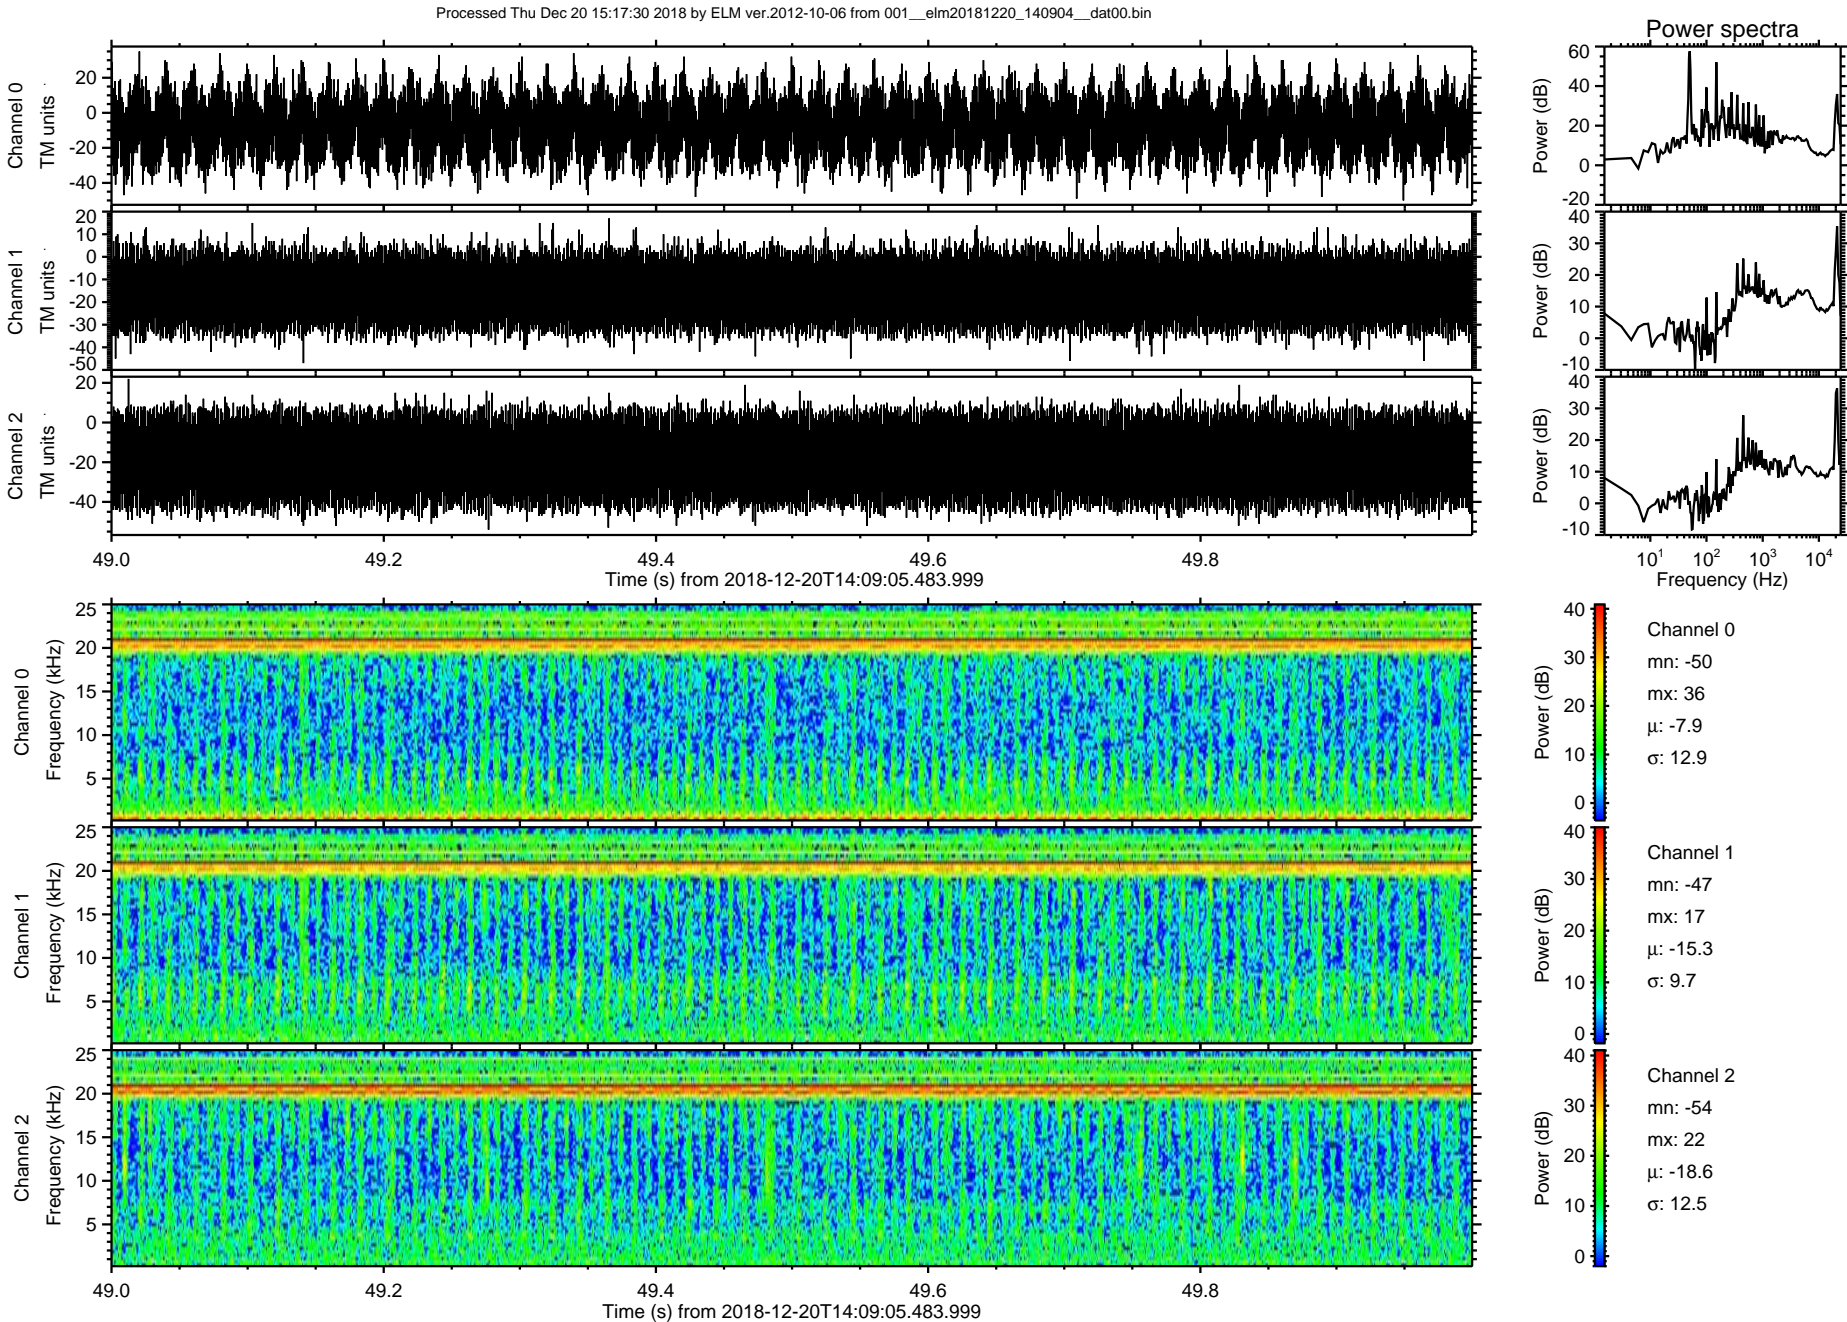 Processed Thu Dec 20 15:17:30 2018 by ELM ver.2012-10-06 from 001__elm20181220_140904__dat00.bin
Power spectra
Channel 0
TM units
20
0
-20
-40
Power (dB)
60
40
20
0
-20
Channel 1
TM units
20
10
0
-10
-20
-30
-40
-50
Power (dB)
40
30
20
10
0
-10
Channel 2
TM units
20
0
-20
-40
Power (dB)
40
30
20
10
0
-10
49.0 49.2 49.4 49.6 49.8
Time (s) from 2018-12-20T14:09:05.483.999
10¹ 10² 10³ 10⁴
Frequency (Hz)
Channel 0
Frequency (kHz)
25
20
15
10
5
Power (dB)
40
30
20
10
0
Channel 0
mn: -50
mx: 36
μ: -7.9
σ: 12.9
Channel 1
Frequency (kHz)
25
20
15
10
5
Power (dB)
40
30
20
10
0
Channel 1
mn: -47
mx: 17
μ: -15.3
σ: 9.7
Channel 2
Frequency (kHz)
25
20
15
10
5
Power (dB)
40
30
20
10
0
Channel 2
mn: -54
mx: 22
μ: -18.6
σ: 12.5
49.0 49.2 49.4 49.6 49.8
Time (s) from 2018-12-20T14:09:05.483.999